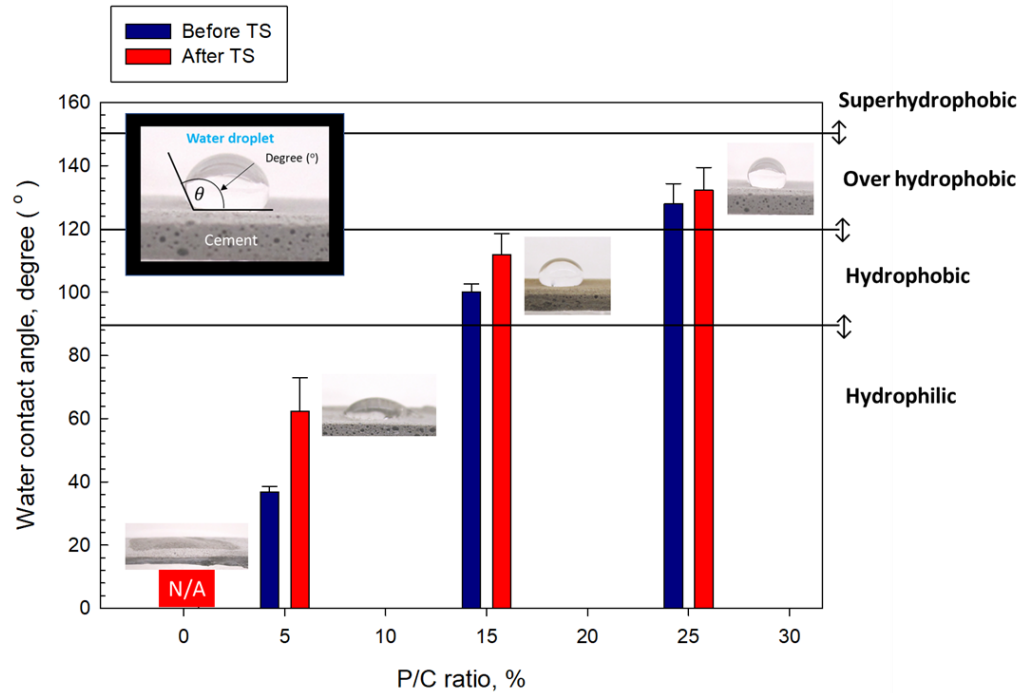 Before TS
After TS
Superhydrophobic
Over hydrophobic
Hydrophobic
Hydrophilic
Water contact angle, degree ( ° )
160
140
120
100
80
60
40
20
0
Water droplet
Degree (°)
θ
Cement
N/A
0 5 10 15 20 25 30
P/C ratio, %